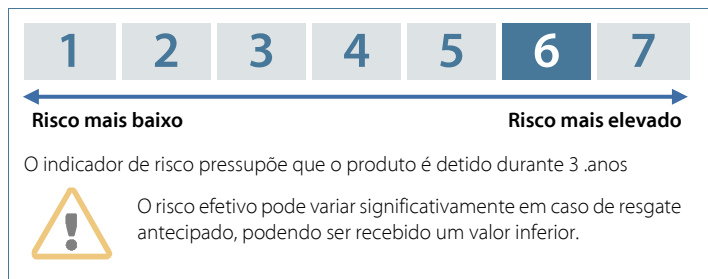 1 2 3 4 5 6 7
Risco mais baixo Risco mais elevado
O indicador de risco pressupõe que o produto é detido durante 3 .anos
O risco efetivo pode variar significativamente em caso de resgate
antecipado, podendo ser recebido um valor inferior.